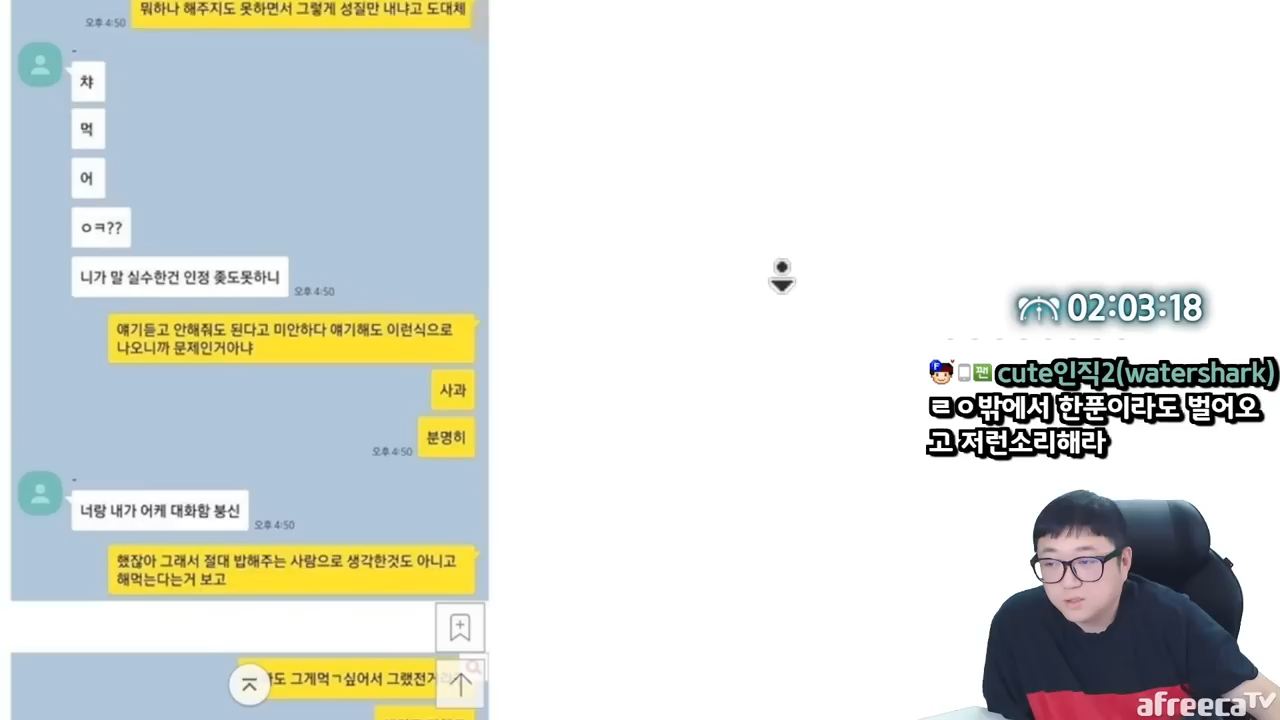 뭐하나 해주지도 못하면서 그렇게 성질만 내냐고 도대체
오후 4:50
-
챠
먹
어
ㅇㅋ??
니가 말 실수한건 인정 좆도못하니
오후 4:50
얘기듣고 안해줘도 된다고 미안하다 얘기해도 이런식으로
나오니까 문제인거아냐
사과
분명히
오후 4:50
-
너랑 내가 어케 대화함 붕신
오후 4:50
했잖아 그래서 절대 밥해주는 사람으로 생각한것도 아니고
해먹는다는거 보고
도 그게먹ㄱ싶어서 그랬전거
02:03:18
cute인직2(watershark)
ㄹㅇ밖에서 한푼이라도 벌어오
고 저런소리해라
afreecaTV